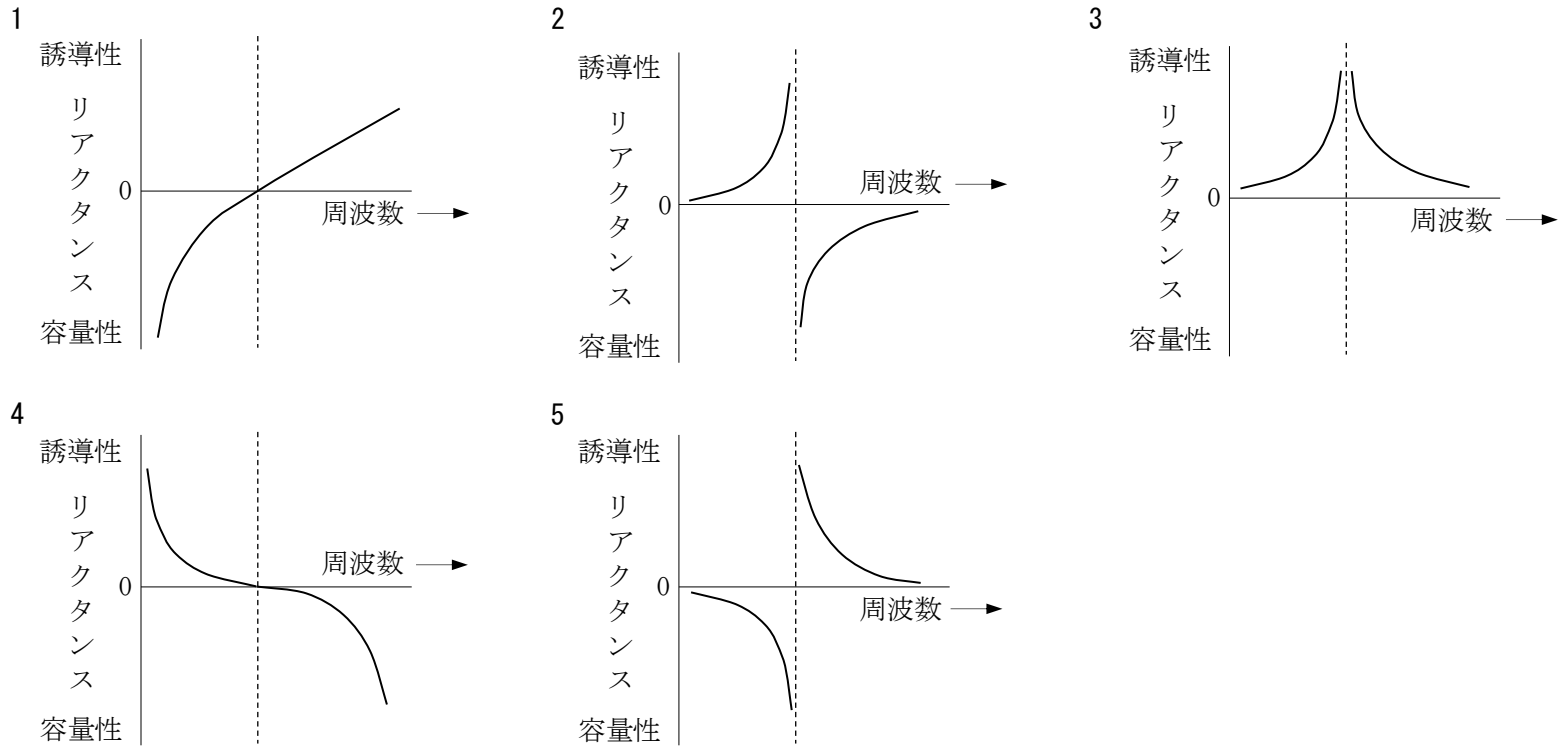 1
誘導性
リアクタンス
0
周波数
容量性
2
誘導性
リアクタンス
周波数
0
容量性
3
誘導性
リアクタンス
0
周波数
容量性
4
誘導性
リアクタンス
周波数
0
容量性
5
誘導性
リアクタンス
0
周波数
容量性